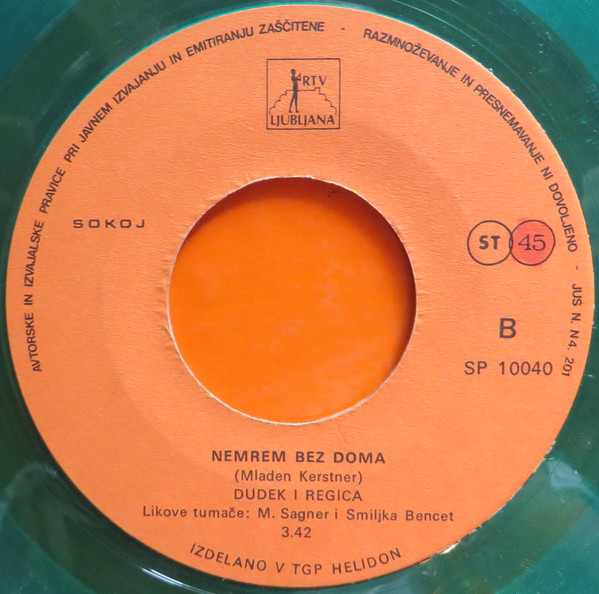 AVTORSKE IN IZVAJALSKE PRAVICE PRI JAVNEM IZVAJANJU IN EMITIRANJU ZAŠČITENE - RAZMNOŽEVANJE IN PRESNEMAVANJE NI DOVOLJENO - JUS N. N4. 201
RTV
LJUBLJANA
SOKOJ
ST 45
B
SP 10040
NEMREM BEZ DOMA
(Mladen Kerstner)
DUDEK I REGICA
Likove tumače: M. Sagner i Smiljka Bencet
3.42
IZDELANO V TGP HELIDON